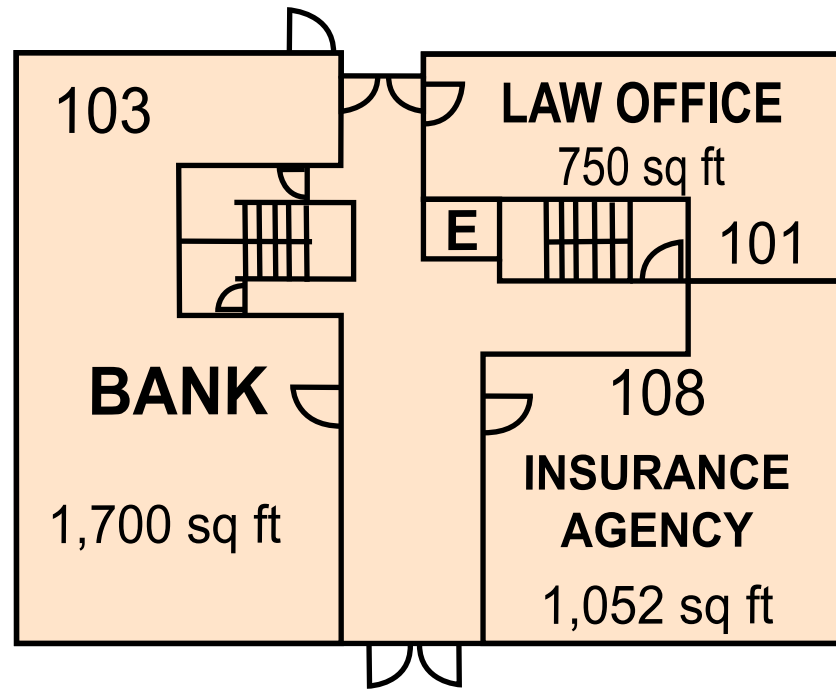 103
BANK
1,700 sq ft
LAW OFFICE
750 sq ft
101
E
108
INSURANCE
AGENCY
1,052 sq ft